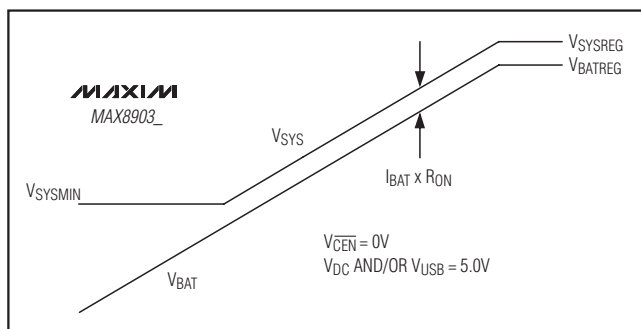 VSYSREG
VBATREG
MAXIM
MAX8903_
VSYS
IBAT x RON
VSYSMIN
VCEN = 0V
VDC AND/OR VUSB = 5.0V
VBAT